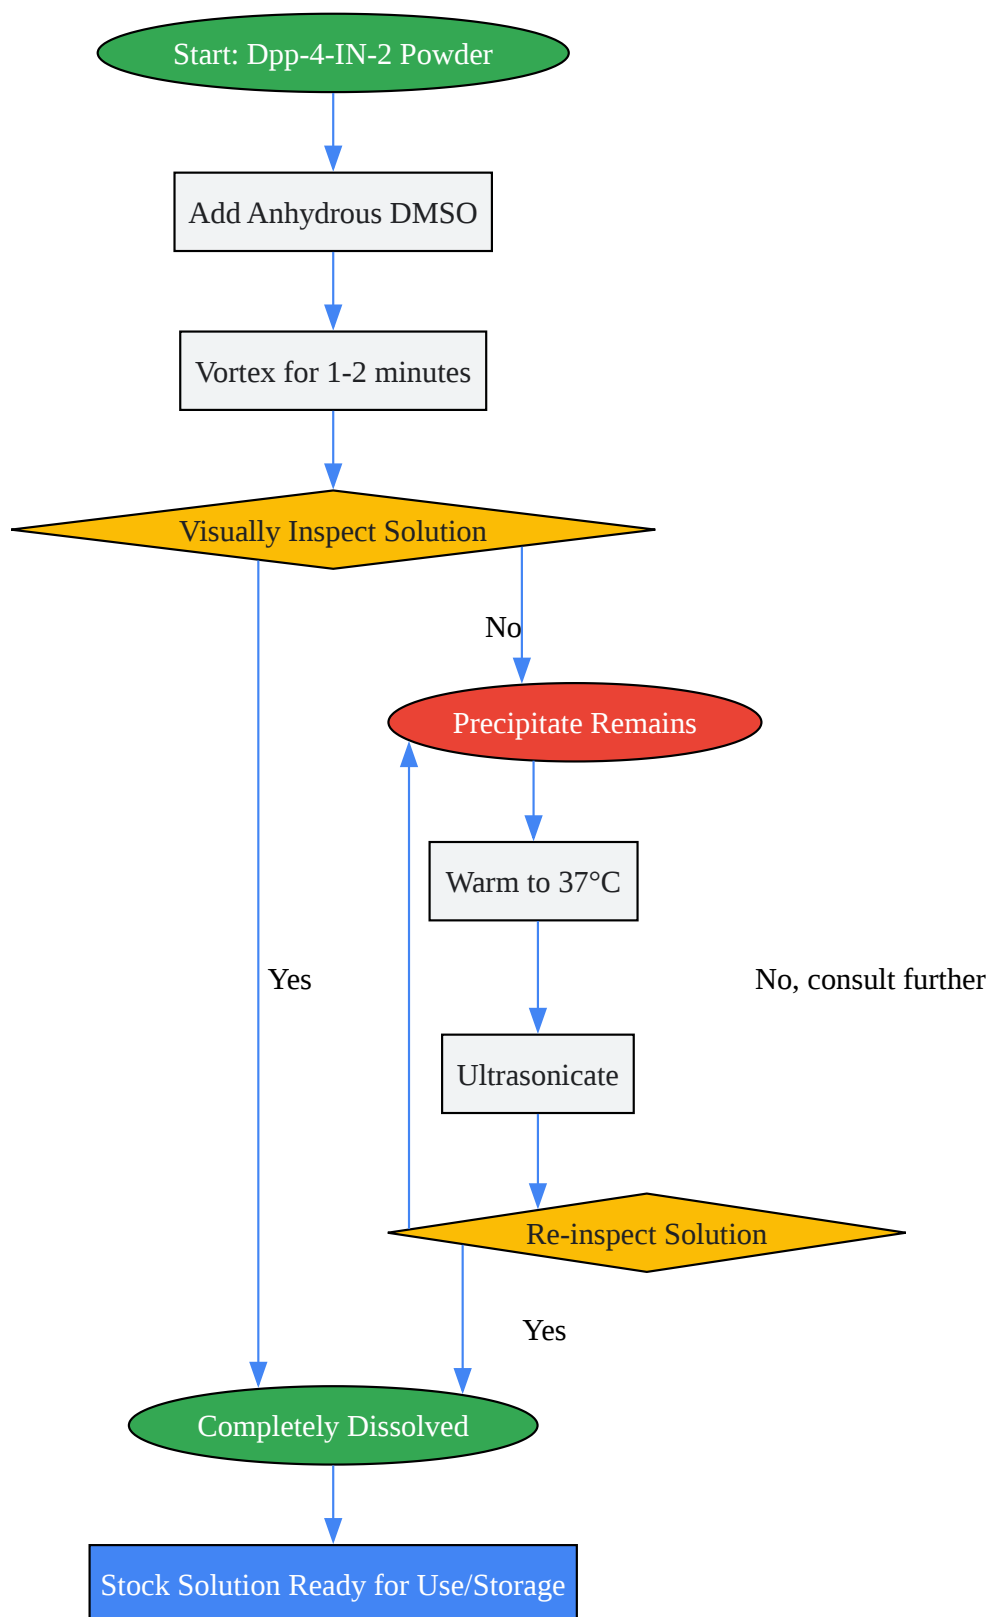 Start: Dpp-4-IN-2 Powder
Add Anhydrous DMSO
Vortex for 1-2 minutes
Visually Inspect Solution
No
Precipitate Remains
Warm to 37°C
Yes
No, consult further
Ultrasonicate
Re-inspect Solution
Yes
Completely Dissolved
Stock Solution Ready for Use/Storage